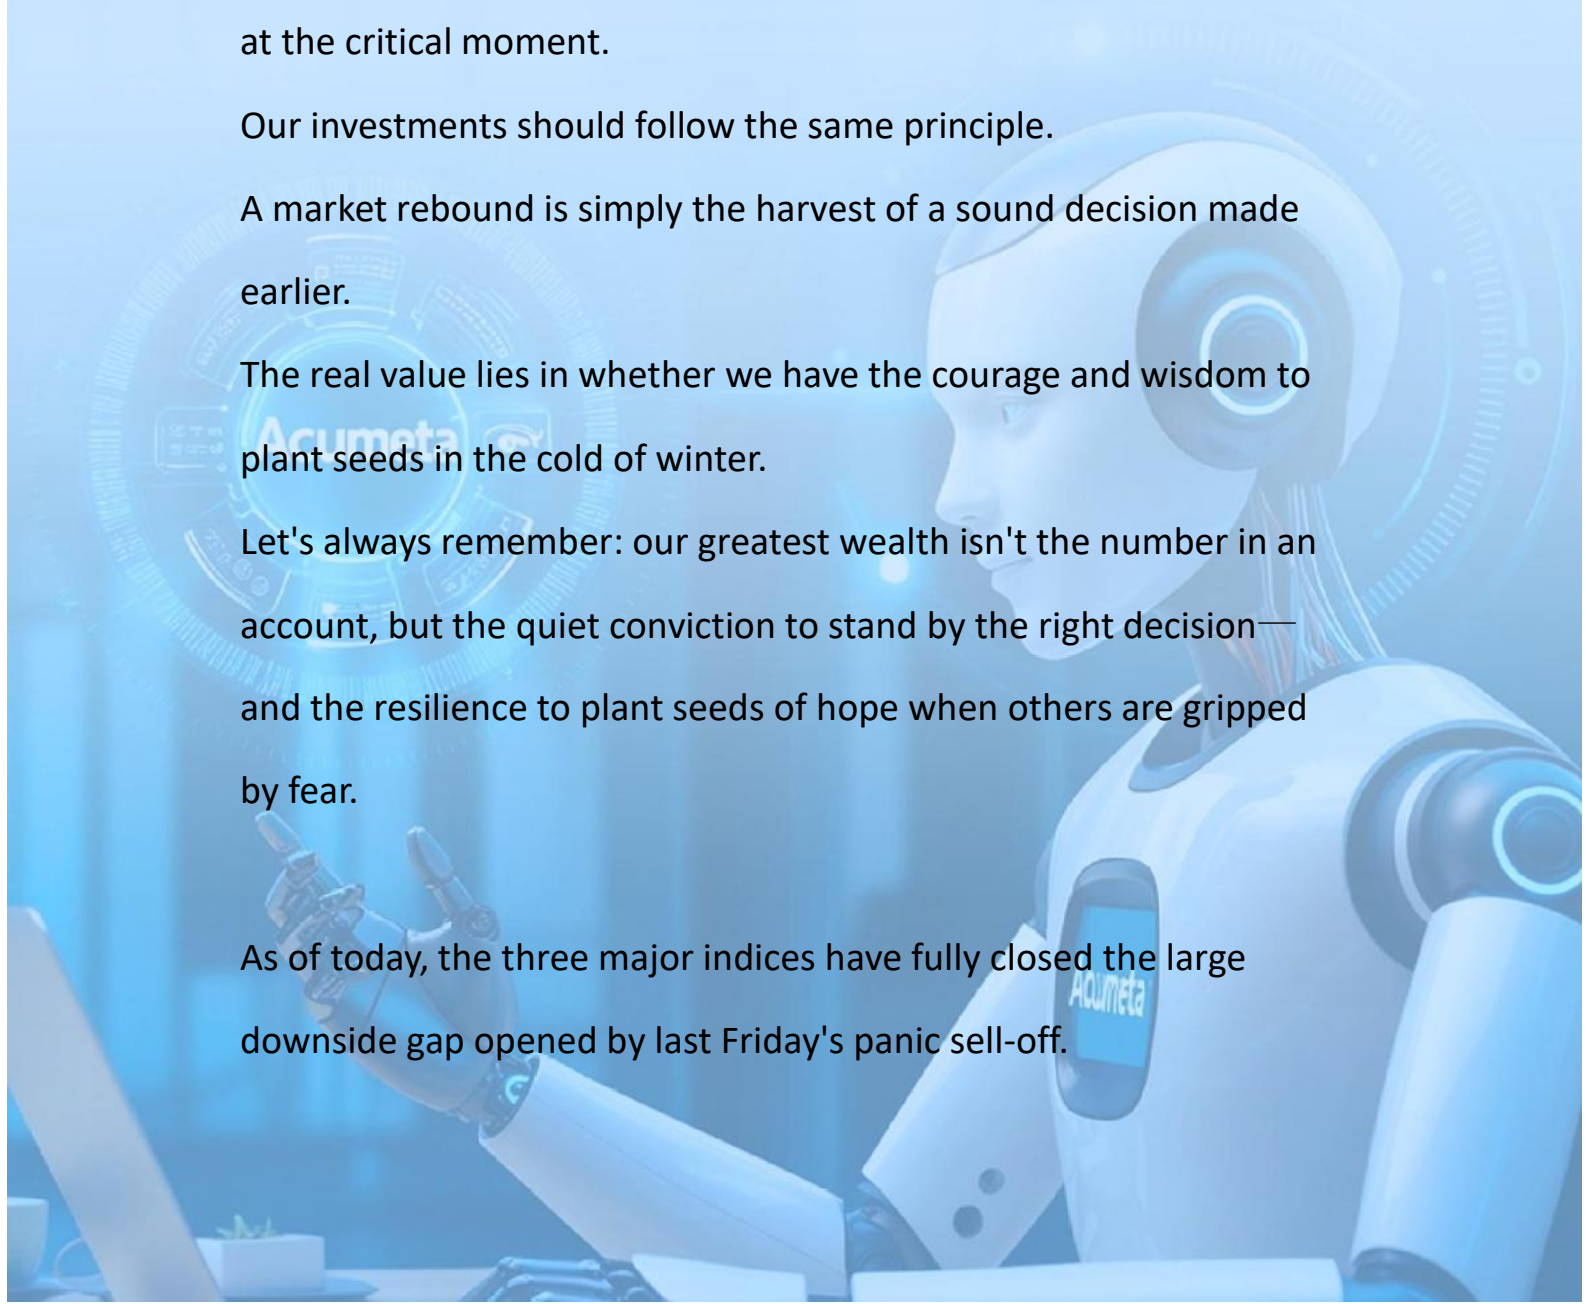 at the critical moment.
Our investments should follow the same principle.
A market rebound is simply the harvest of a sound decision made
earlier.
The real value lies in whether we have the courage and wisdom to
Acumeta
plant seeds in the cold of winter.
Let's always remember: our greatest wealth isn't the number in an
account, but the quiet conviction to stand by the right decision—
and the resilience to plant seeds of hope when others are gripped
by fear.
As of today, the three major indices have fully closed the large
Acumeta
downside gap opened by last Friday's panic sell-off.